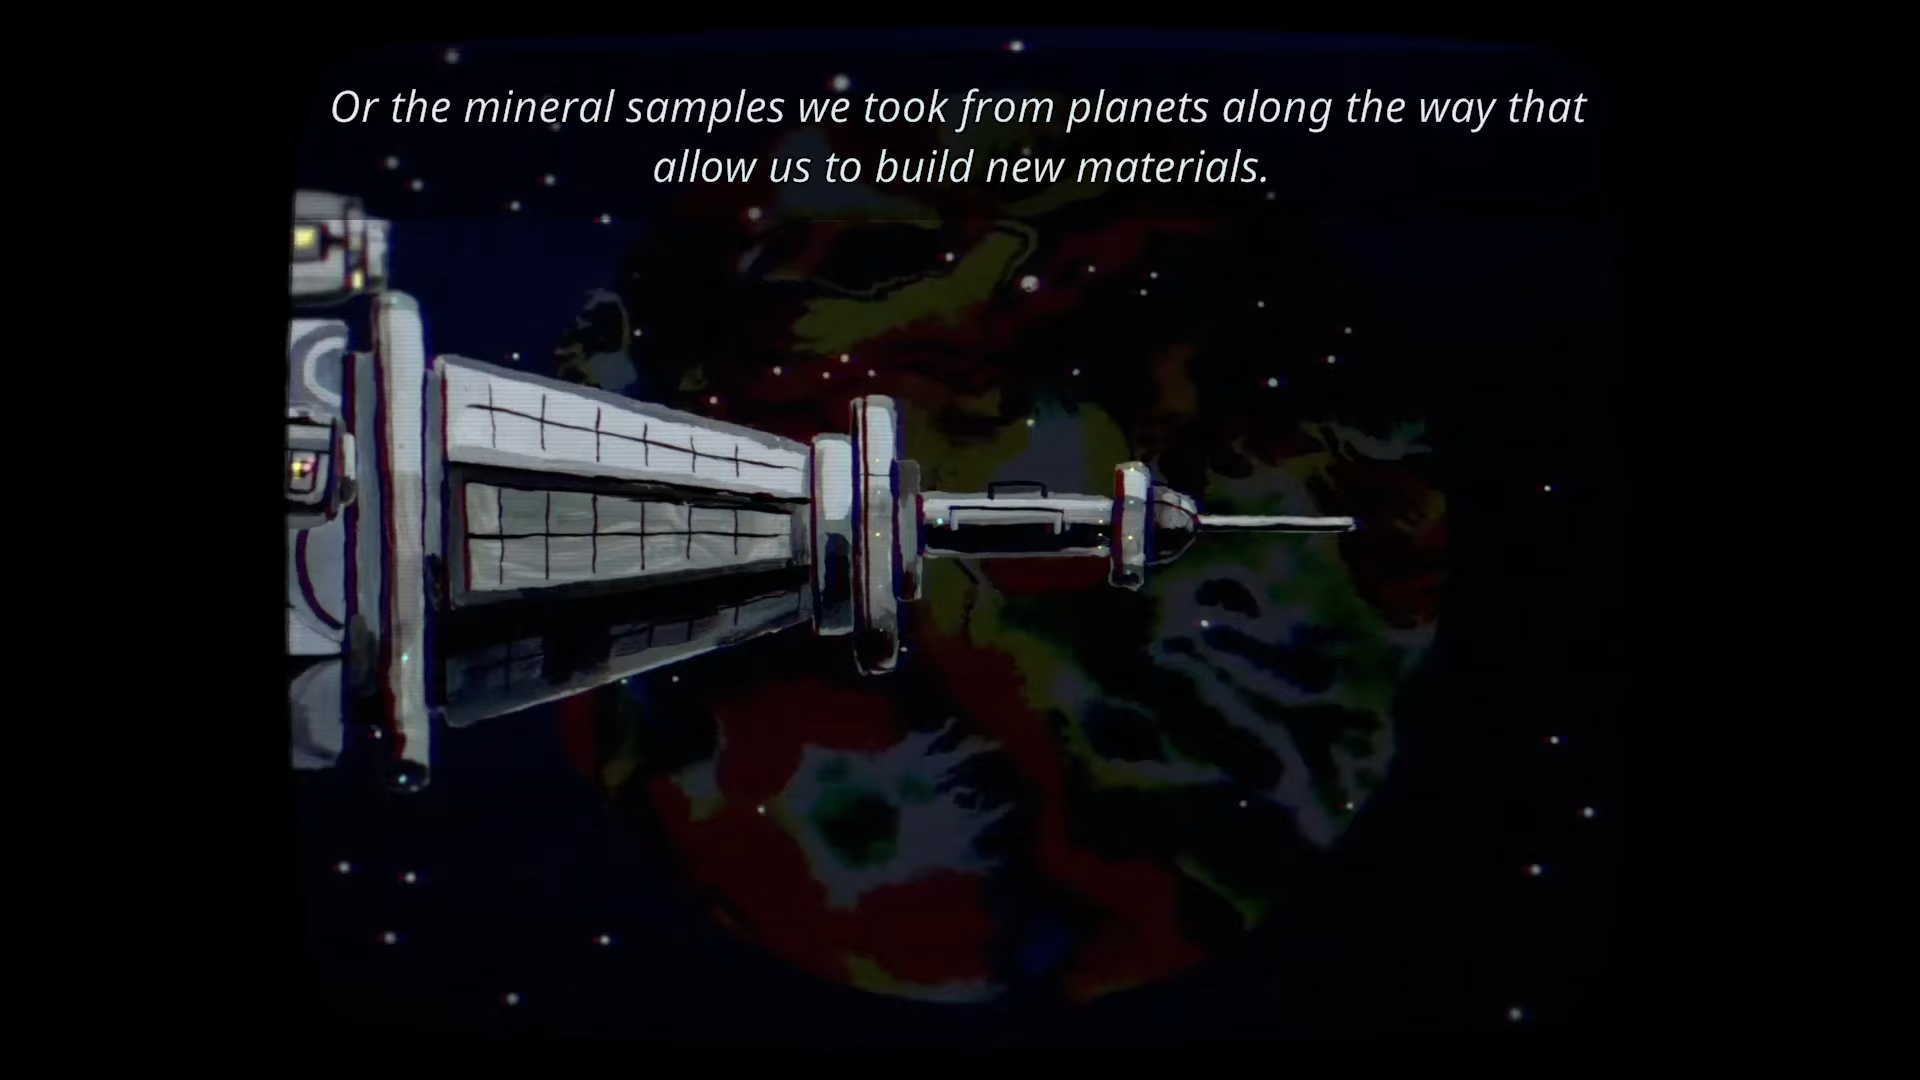 Or the mineral samples we took from planets along the way that
allow us to build new materials.